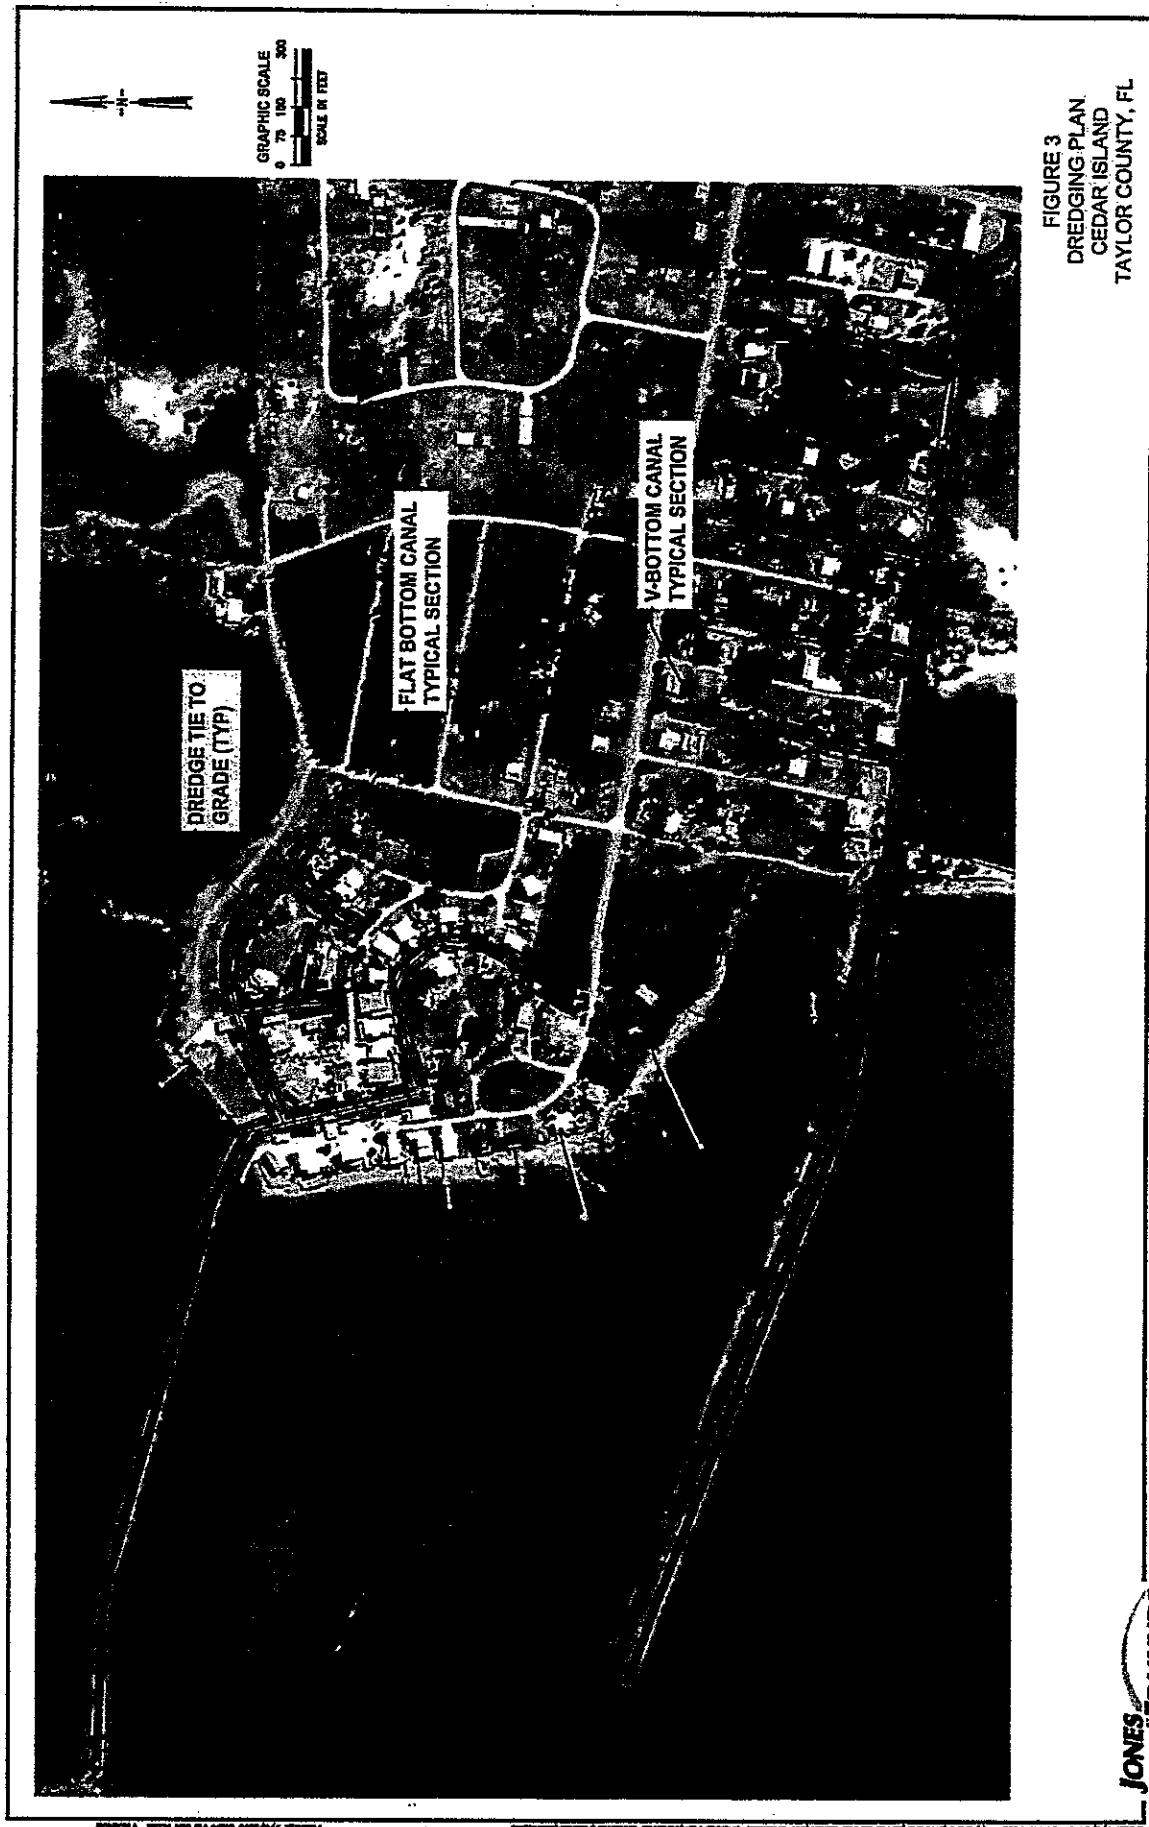 -N-
GRAPHIC SCALE
0 75 150 300
SCALE IN FEET
DREDGE TIE TO
GRADE (TYP)
FLAT BOTTOM CANAL
TYPICAL SECTION
V-BOTTOM CANAL
TYPICAL SECTION
FIGURE 3
DREDGING PLAN
CEDAR ISLAND
TAYLOR COUNTY, FL
JONES